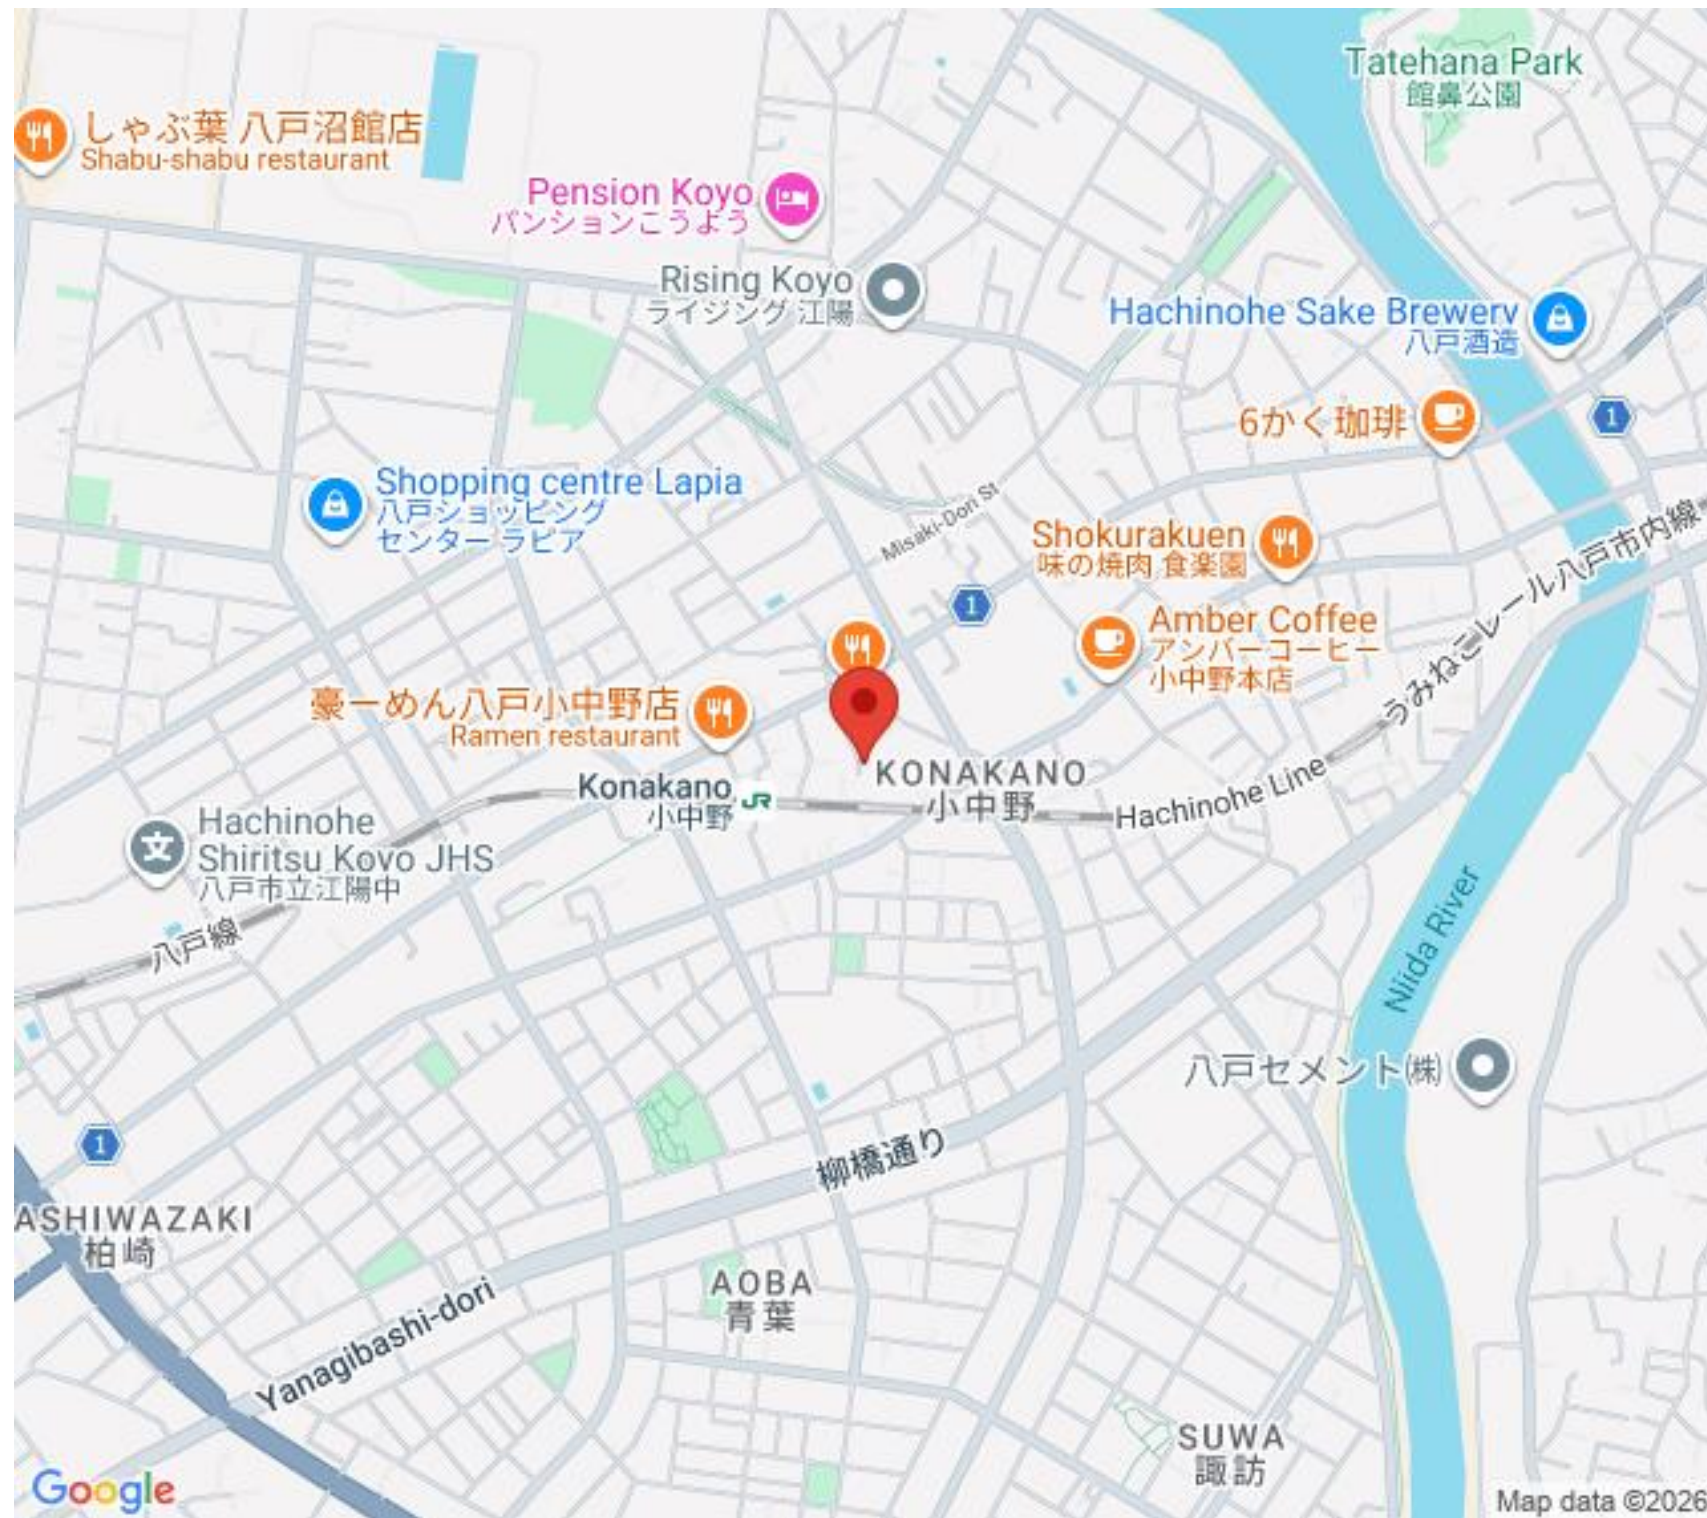 Tatehana Park
館鼻公園
しゃぶ葉 八戸沼館店
Shabu-shabu restaurant
Pension Koyo
パンションこうよう
Rising Koyo
ライジング 江陽
Hachinohe Sake Brewery
八戸酒造
6かく珈琲
1
Shopping centre Lapia
八戸ショッピング
センター ラピア
Misaki-Dori St
Shokurakuen
味の焼肉 食楽園
うみねこレール八戸市内線
1
Amber Coffee
アンバーコーヒー
小中野本店
豪ーめん八戸小中野店
Ramen restaurant
KONAKANO
小中野
Konakano
小中野
JR
Hachinohe Line
Hachinohe
Shiritsu Koyo JHS
八戸市立江陽中
八戸線
Niida River
八戸セメント㈱
1
柳橋通り
ASHIWAZAKI
柏崎
AOBA
青葉
Yanagibashi-dori
SUWA
諏訪
Google
Map data ©2026